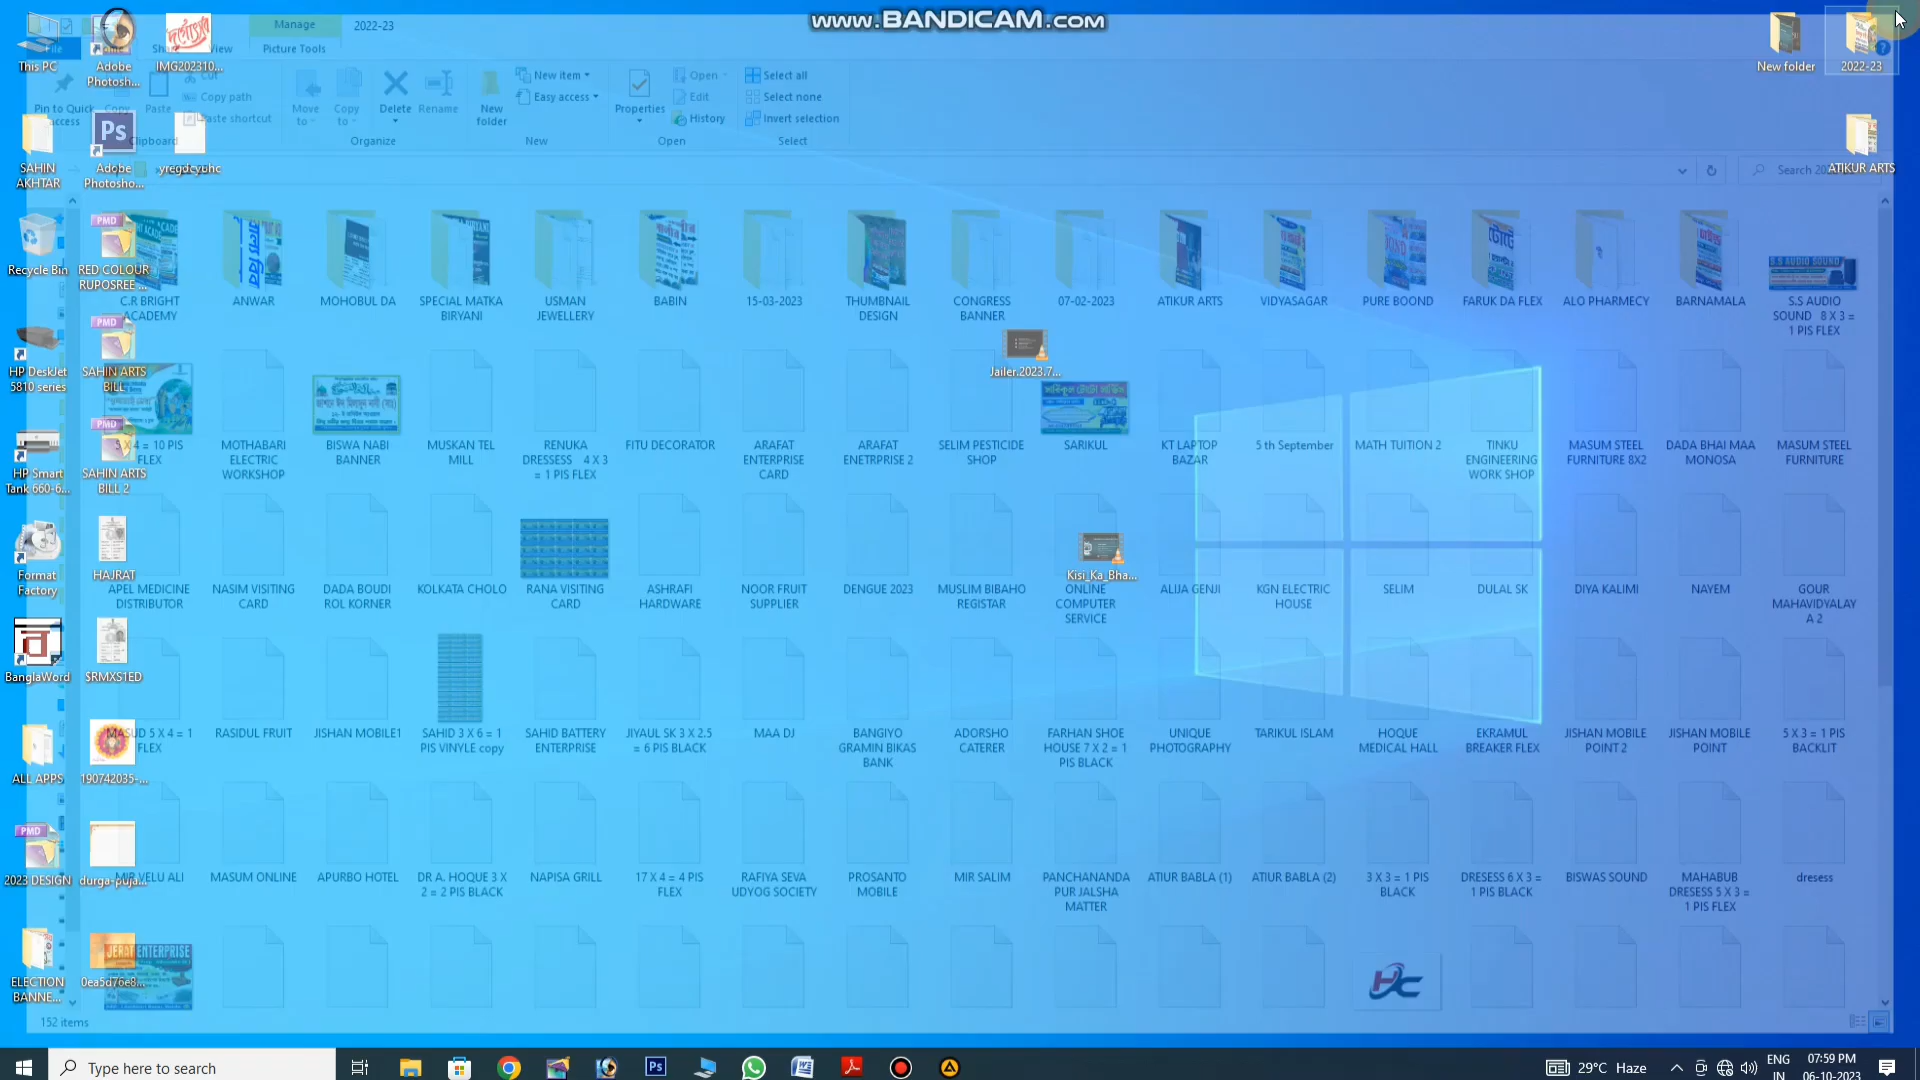 www.BANDICAM.com
Manage
2022-23
File
View
Picture Tools
This PC
Adobe
Photosh...
IMG202310...
New folder
2022-23
Cut
Copy path
Paste shortcut
Pin to Quick
access
Copy
Paste
Move
to
Copy
to
Delete
Rename
New
folder
New item
Easy access
Properties
Open
Edit
History
Select all
Select none
Invert selection
Clipboard
Organize
New
Open
Select
SAHIN
AKHTAR
Ps
Adobe
Photosho...
ATIKUR ARTS
Recycle Bin
PMD
RED COLOUR
RUPOSREE ...
HP DeskJet
5810 series
PMD
SAHIN ARTS
BILL
HP Smart
Tank 660-6...
PMD
SAHIN ARTS
BILL 2
Format
Factory
HAJRAT
BanglaWord
SRMXS1ED
ALL APPS
190742035-...
PMD
2023 DESIGN
durga-puja...
ELECTION
BANNE...
0ea5d76e8...
Jailer.2023.7...
Kisi_Ka_Bha...
C.R BRIGHT
ACADEMY
ANWAR
MOHOBUL DA
SPECIAL MATKA
BIRYANI
USMAN
JEWELLERY
BABIN
15-03-2023
THUMBNAIL
DESIGN
CONGRESS
BANNER
07-02-2023
ATIKUR ARTS
VIDYASAGAR
PURE BOOND
FARUK DA FLEX
ALO PHARMECY
BARNAMALA
S.S AUDIO
SOUND 8 X 3 =
1 PIS FLEX
5 X 4 = 10 PIS
FLEX
MOTHABARI
ELECTRIC
WORKSHOP
BISWA NABI
BANNER
MUSKAN TEL
MILL
RENUKA
DRESSESS 4 X 3
= 1 PIS FLEX
FITU DECORATOR
ARAFAT
ENTERPRISE
CARD
ARAFAT
ENETRPRISE 2
SELIM PESTICIDE
SHOP
SARIKUL
KT LAPTOP
BAZAR
5 th September
MATH TUITION 2
TINKU
ENGINEERING
WORK SHOP
MASUM STEEL
FURNITURE 8X2
DADA BHAI MAA
MONOSA
MASUM STEEL
FURNITURE
APEL MEDICINE
DISTRIBUTOR
NASIM VISITING
CARD
DADA BOUDI
ROL KORNER
KOLKATA CHOLO
RANA VISITING
CARD
ASHRAFI
HARDWARE
NOOR FRUIT
SUPPLIER
DENGUE 2023
MUSLIM BIBAHO
REGISTAR
ONLINE
COMPUTER
SERVICE
ALIJA GENJI
KGN ELECTRIC
HOUSE
SELIM
DULAL SK
DIYA KALIMI
NAYEM
GOUR
MAHAVIDYALAY
A 2
MASUD 5 X 4 = 1
FLEX
RASIDUL FRUIT
JISHAN MOBILE1
SAHID 3 X 6 = 1
PIS VINYLE copy
SAHID BATTERY
ENTERPRISE
JIYAUL SK 3 X 2.5
= 6 PIS BLACK
MAA DJ
BANGIYO
GRAMIN BIKAS
BANK
ADORSHO
CATERER
FARHAN SHOE
HOUSE 7 X 2 = 1
PIS BLACK
UNIQUE
PHOTOGRAPHY
TARIKUL ISLAM
HOQUE
MEDICAL HALL
EKRAMUL
BREAKER FLEX
JISHAN MOBILE
POINT 2
JISHAN MOBILE
POINT
5 X 3 = 1 PIS
BACKLIT
MIR VELU ALI
MASUM ONLINE
APURBO HOTEL
DR A. HOQUE 3 X
2 = 2 PIS BLACK
NAPISA GRILL
17 X 4 = 4 PIS
FLEX
RAFIYA SEVA
UDYOG SOCIETY
PROSANTO
MOBILE
MIR SALIM
PANCHANANDA
PUR JALSHA
MATTER
ATIUR BABLA (1)
ATIUR BABLA (2)
3 X 3 = 1 PIS
BLACK
DRESESS 6 X 3 =
1 PIS BLACK
BISWAS SOUND
MAHABUB
DRESESS 5 X 3 =
1 PIS FLEX
dresess
JERAT ENTERPRISE
HC
152 items
Type here to search
Ps
29°C Haze
ENG
IN
07:59 PM
06-10-2023